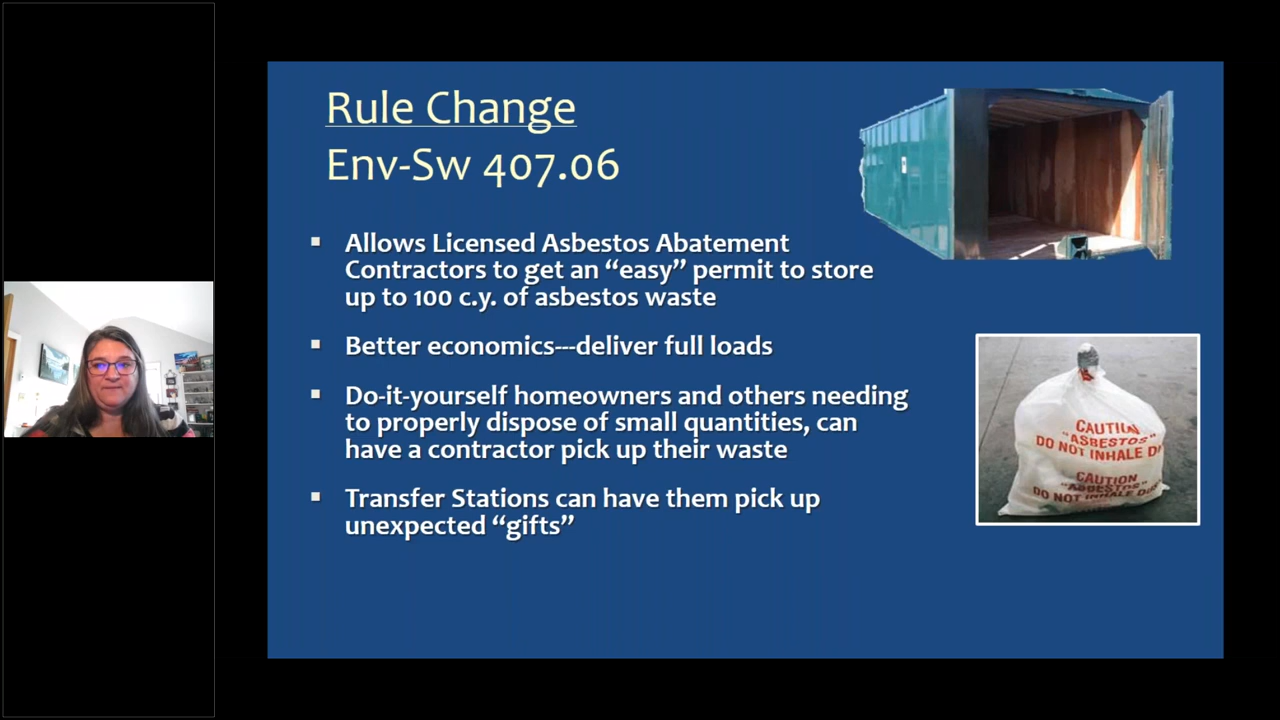 Rule Change
Env-Sw 407.06
▪ Allows Licensed Asbestos Abatement
Contractors to get an “easy” permit to store
up to 100 c.y. of asbestos waste
▪ Better economics---deliver full loads
▪ Do-it-yourself homeowners and others needing
to properly dispose of small quantities, can
have a contractor pick up their waste
▪ Transfer Stations can have them pick up
unexpected “gifts”
CAUTION
"ASBESTOS"
DO NOT INHALE
CAUTION
"ASBESTOS"
DO NOT INHALE